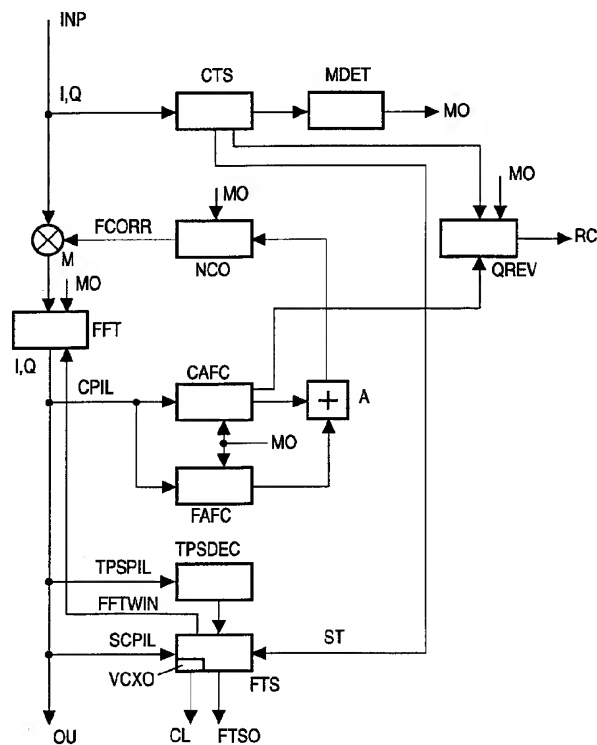 INP
CTS
MDET
I,Q
MO
MO
MO
FCORR
RC
M
NCO
QREV
MO
FFT
I,Q
CAFC
CPIL
A
+
MO
FAFC
TPSDEC
TPSPIL
FFTWIN
SCPIL
ST
VCXO
FTS
OU
CL
FTSO